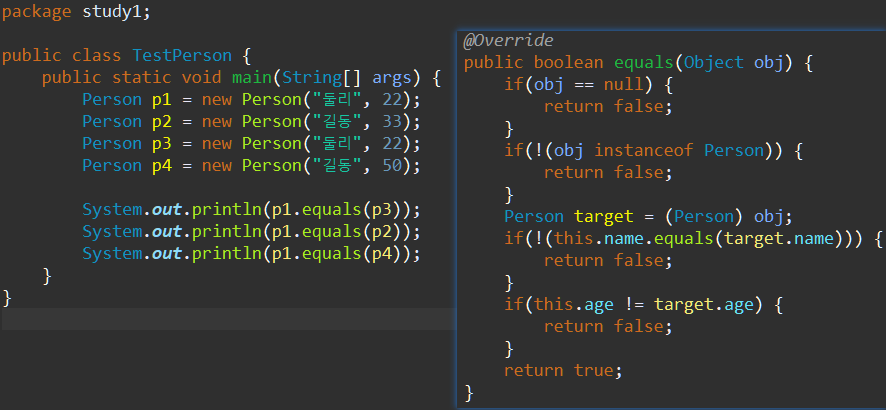 package study1;
public class TestPerson {
public static void main(String[] args) {
Person p1 = new Person("둘리", 22);
Person p2 = new Person("길동", 33);
Person p3 = new Person("둘리", 22);
Person p4 = new Person("길동", 50);
System.out.println(p1.equals(p3));
System.out.println(p1.equals(p2));
System.out.println(p1.equals(p4));
}
}
@Override
public boolean equals(Object obj) {
if(obj == null) {
return false;
}
if(!(obj instanceof Person)) {
return false;
}
Person target = (Person) obj;
if(!(this.name.equals(target.name))) {
return false;
}
if(this.age != target.age) {
return false;
}
return true;
}